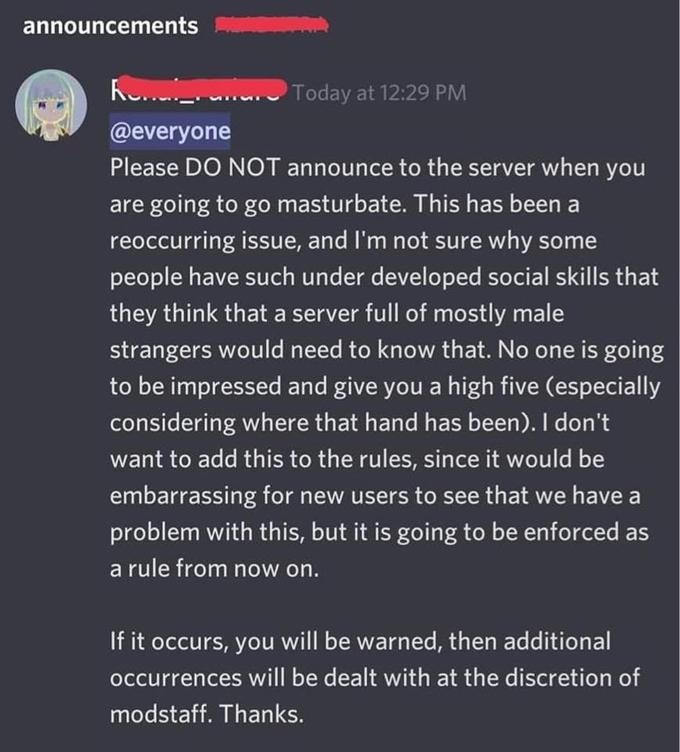 announcements
Today at 12:29 PM
@everyone
Please DO NOT announce to the server when you
are going to go masturbate. This has been a
reoccurring issue, and I'm not sure why some
people have such under developed social skills that
they think that a server full of mostly male
strangers would need to know that. No one is going
to be impressed and give you a high five (especially
considering where that hand has been). I don't
want to add this to the rules, since it would be
embarrassing for new users to see that we have a
problem with this, but it is going to be enforced as
a rule from now on.
If it occurs, you will be warned, then additional
occurrences will be dealt with at the discretion of
modstaff. Thanks.